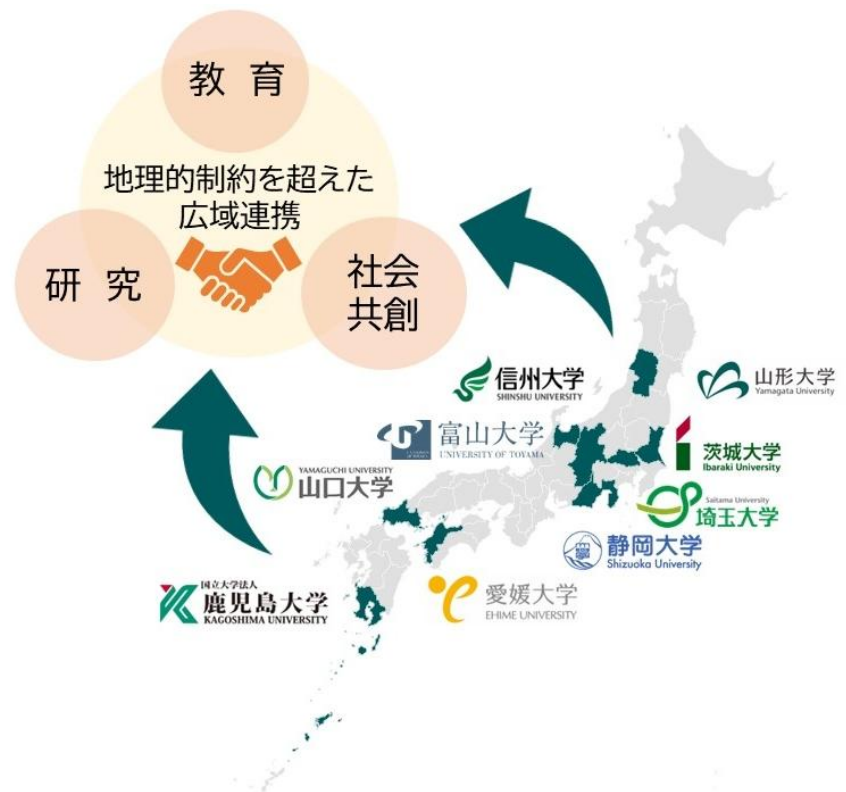 教 育
地理的制約を超えた
広域連携
研 究
社会
共創
信州大学
SHINSHU UNIVERSITY
山形大学
Yamagata University
富山大学
UNIVERSITY OF TOYAMA
茨城大学
Ibaraki University
YAMAGUCHI UNIVERSITY
山口大学
Saitama University
埼玉大学
静岡大学
Shizuoka University
国立大学法人
鹿児島大学
KAGOSHIMA UNIVERSITY
愛媛大学
EHIME UNIVERSITY